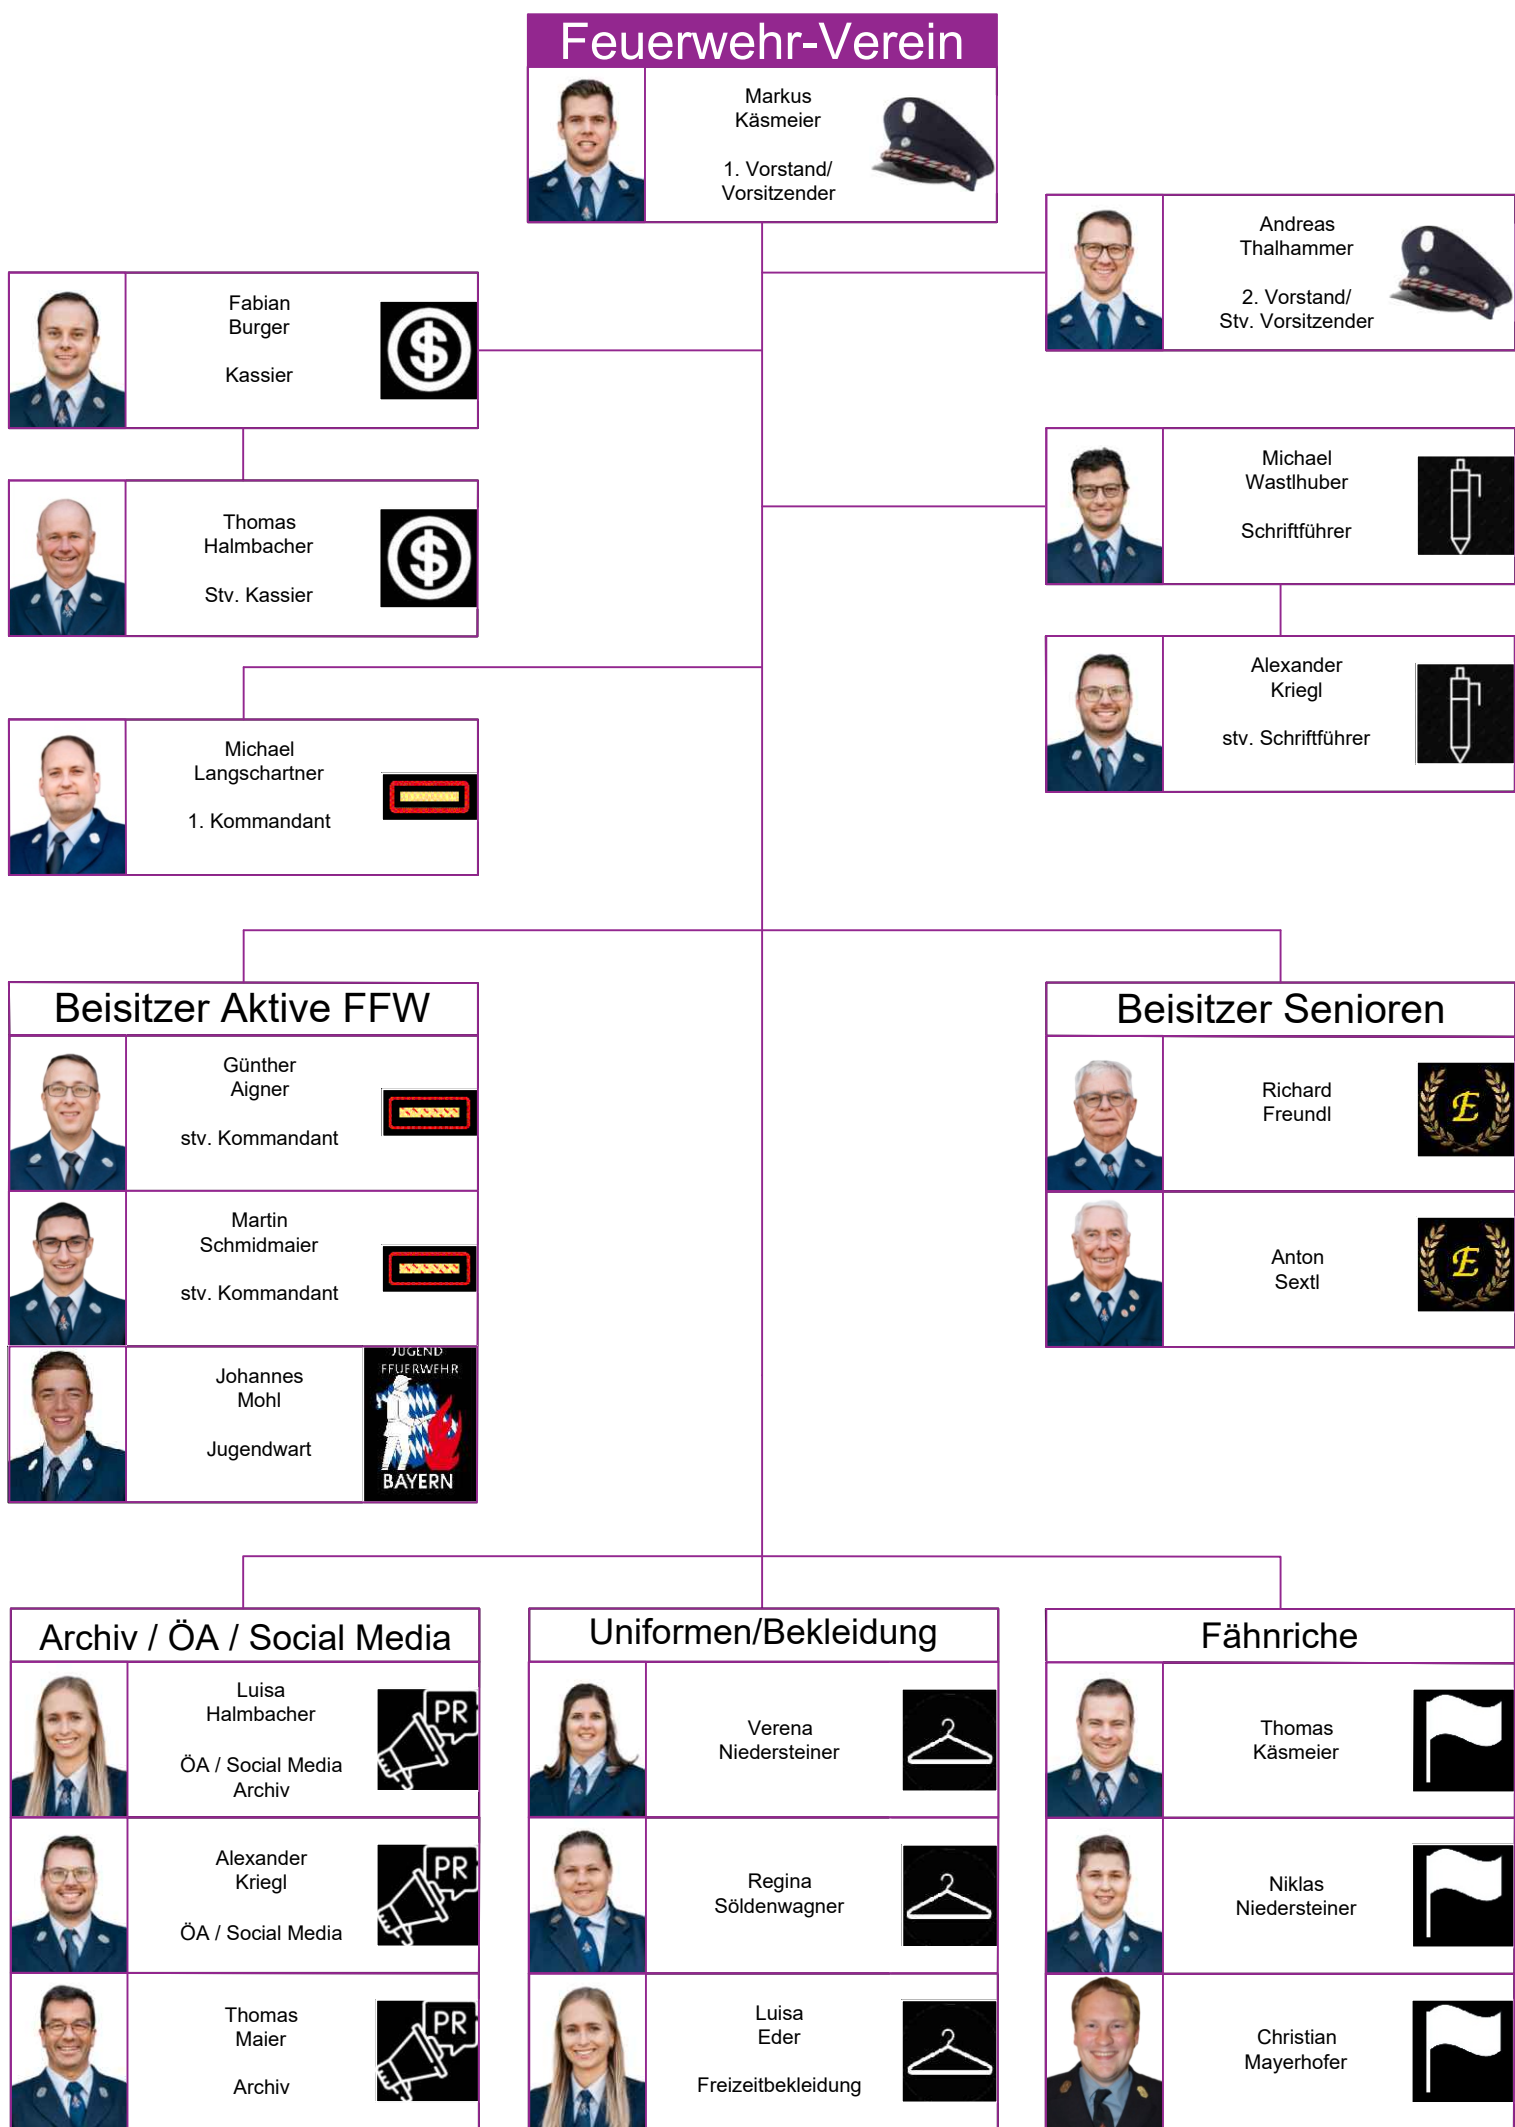 Feuerwehr-Verein
Markus
Käsmeier
1. Vorstand/
Vorsitzender
Andreas
Thalhammer
2. Vorstand/
Stv. Vorsitzender
Fabian
Burger
Kassier
Michael
Wastlhuber
Schriftführer
Thomas
Halmbacher
Stv. Kassier
Alexander
Kriegl
stv. Schriftführer
Michael
Langschartner
1. Kommandant
Beisitzer Aktive FFW
Günther
Aigner
stv. Kommandant
Martin
Schmidmaier
stv. Kommandant
Johannes
Mohl
Jugendwart
JUGEND
FFUERWEHR
BAYERN
Beisitzer Senioren
Richard
Freundl
E
Anton
Sextl
E
Archiv / ÖA / Social Media
Luisa
Halmbacher
ÖA / Social Media
Archiv
PR
Alexander
Kriegl
ÖA / Social Media
PR
Thomas
Maier
Archiv
PR
Uniformen/Bekleidung
Verena
Niedersteiner
Regina
Söldenwagner
Luisa
Eder
Freizeitbekleidung
Fähnriche
Thomas
Käsmeier
Niklas
Niedersteiner
Christian
Mayerhofer